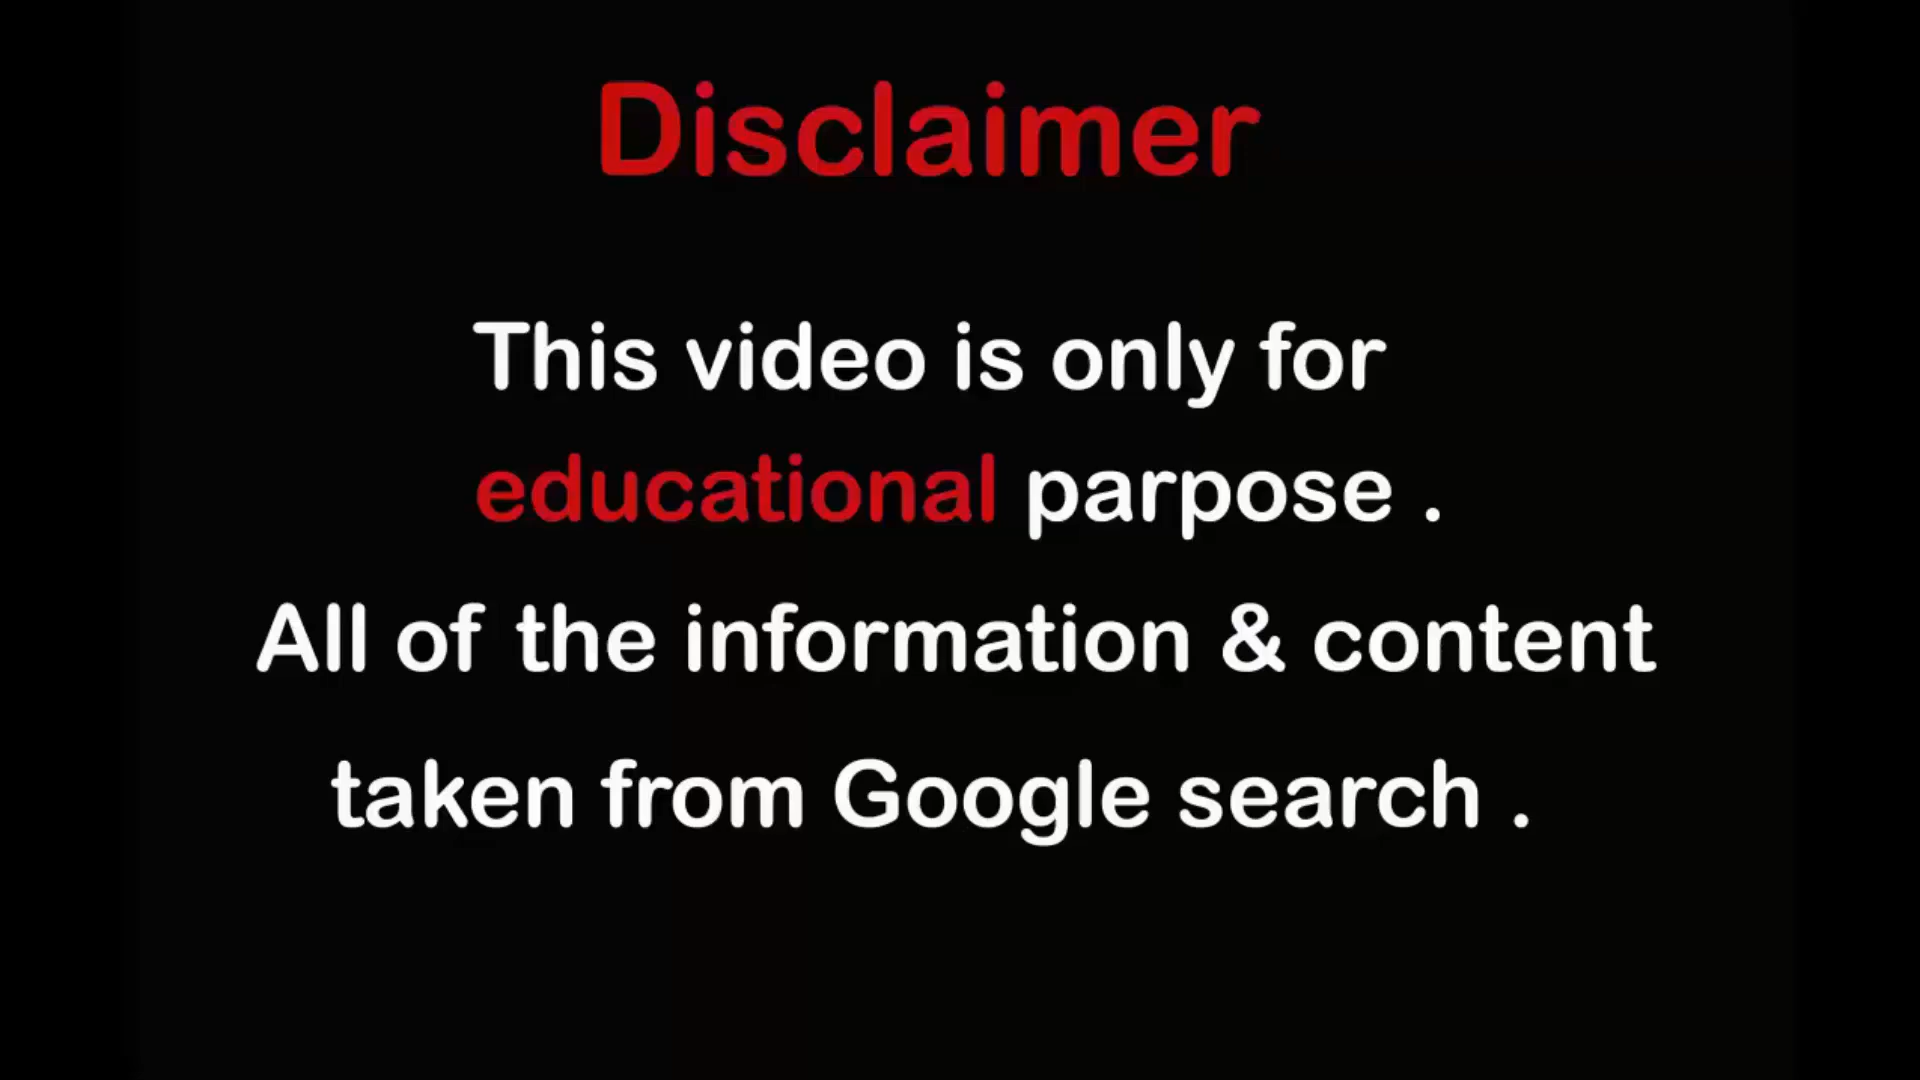 Disclaimer
This video is only for
educational parpose .
All of the information & content
taken from Google search .